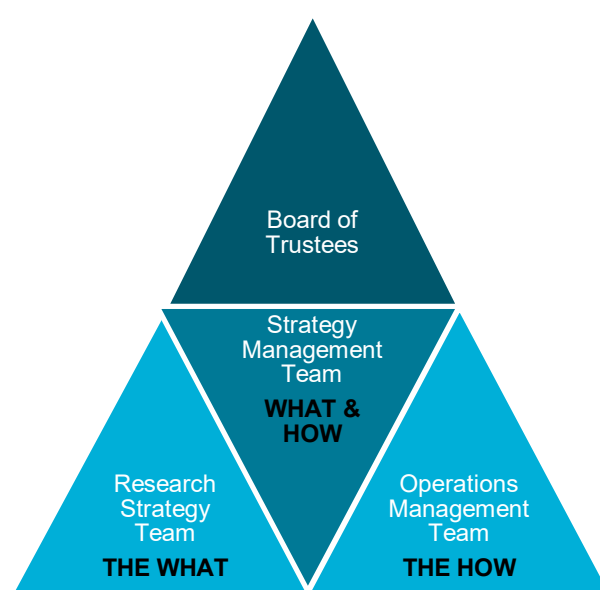 Board of
Trustees
Strategy
Management
Team
WHAT &
HOW
Research
Strategy
Team
THE WHAT
Operations
Management
Team
THE HOW